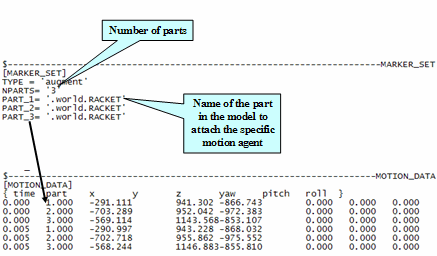 Number of parts
$------------------------------------------------------------MARKER_SET
[MARKER_SET]
TYPE = 'augment'
NPARTS= '3'
PART_1= '.world.RACKET'
PART_2= '.world.RACKET'
PART_3= '.world.RACKET'
Name of the part
in the model to
attach the specific
motion agent
$------------------------------------------------------------MOTION_DATA
[MOTION_DATA]
{ time part x y z yaw pitch roll }
0.000 1.000 -291.111 941.302 -866.743 0.000 0.000 0.000
0.000 2.000 -703.289 952.042 -972.383 0.000 0.000 0.000
0.000 3.000 -569.114 1143.568-853.107 0.000 0.000 0.000
0.005 1.000 -290.997 943.228 -868.032 0.000 0.000 0.000
0.005 2.000 -702.718 955.862 -975.552 0.000 0.000 0.000
0.005 3.000 -568.244 1146.883-855.810 0.000 0.000 0.000